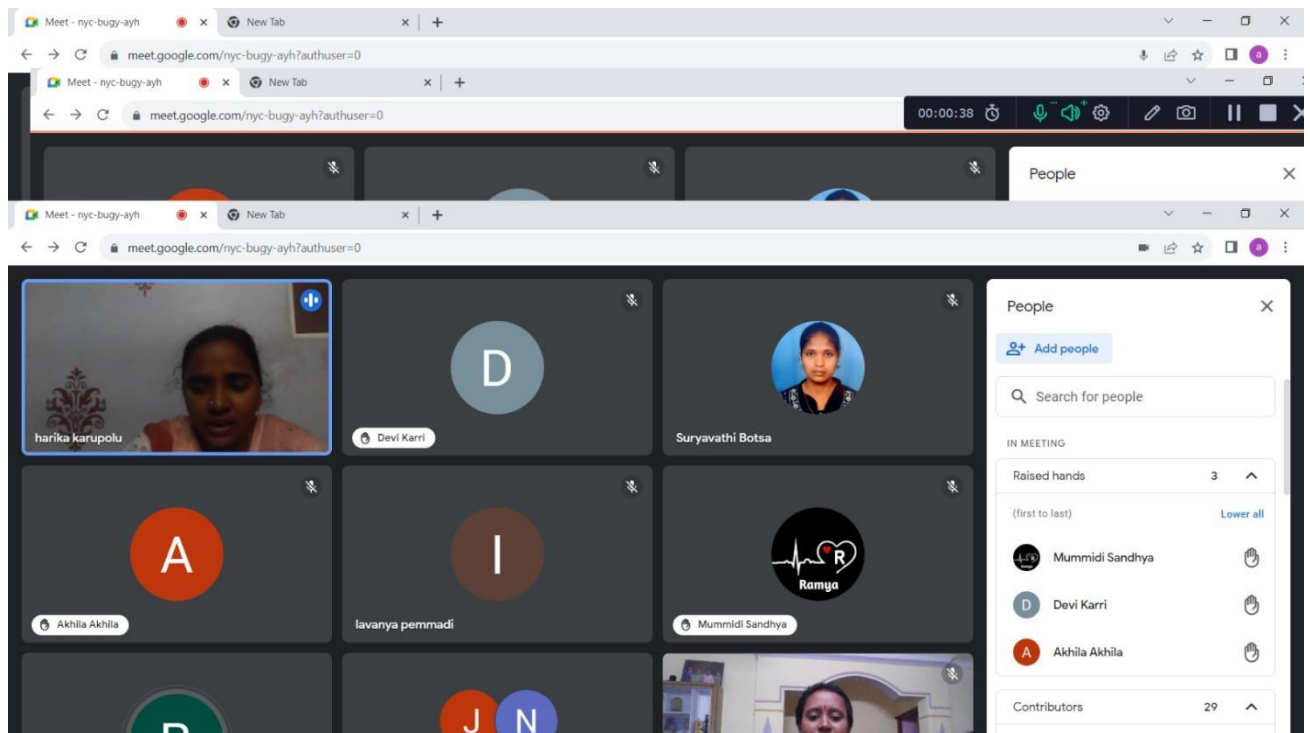 Meet - nyc-bugy-ayh New Tab
meet.google.com/nyc-bugy-ayh?authuser=0 a
Meet - nyc-bugy-ayh New Tab
meet.google.com/nyc-bugy-ayh?authuser=0 00:00:38
People
Meet - nyc-bugy-ayh New Tab
meet.google.com/nyc-bugy-ayh?authuser=0 a
harika karupolu
D
Devi Karri
Suryavathi Botsa
A
Akhila Akhila
l
lavanya pemmadi
R
Ramya
Mummidi Sandhya
J N
People
Add people
Search for people
IN MEETING
Raised hands 3
(first to last) Lower all
Mummidi Sandhya
D Devi Karri
A Akhila Akhila
Contributors 29